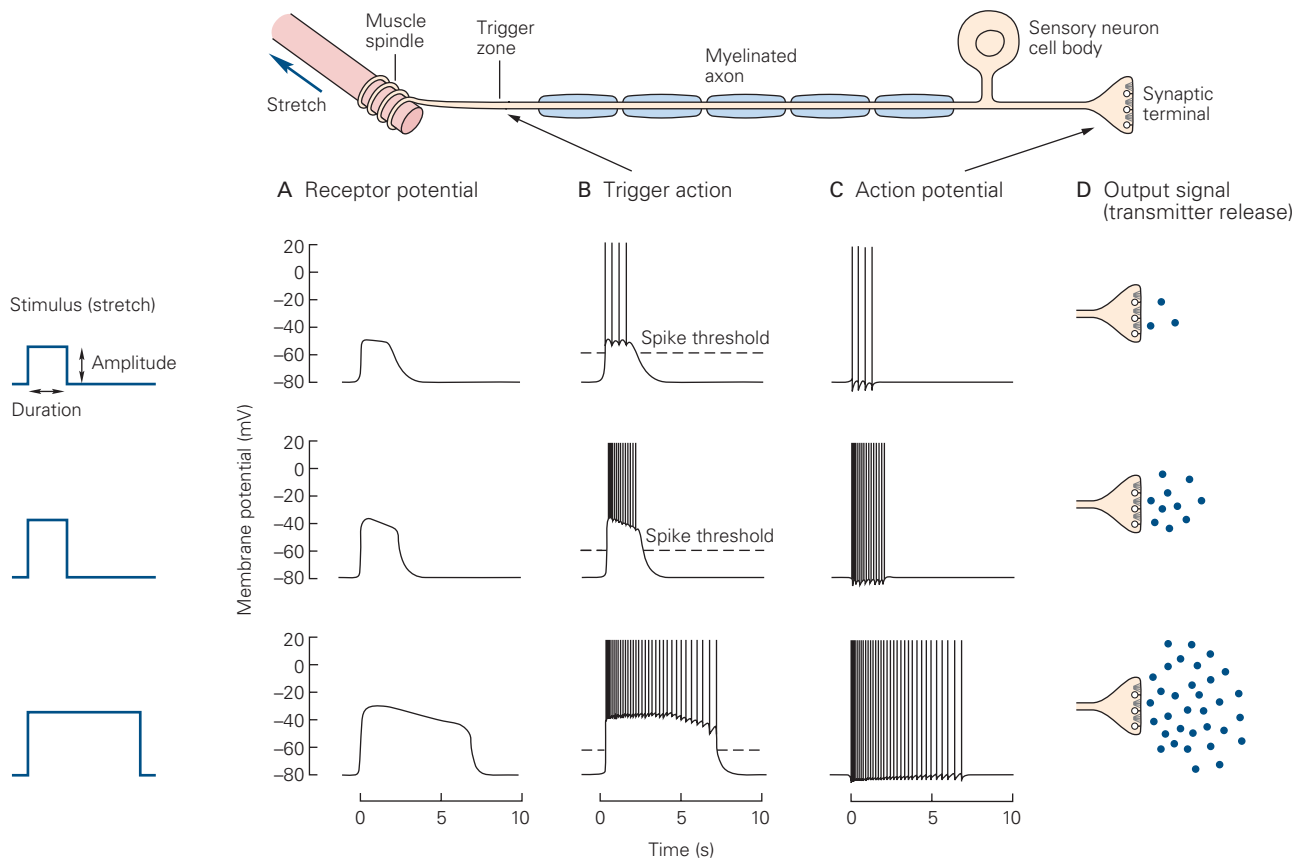 Muscle
spindle
Trigger
zone
Myelinated
axon
Sensory neuron
cell body
Synaptic
terminal
Stretch
A Receptor potential
B Trigger action
C Action potential
D Output signal
(transmitter release)
Stimulus (stretch)
Amplitude
Duration
Membrane potential (mV)
20
0
−20
−40
−60
−80
Spike threshold
20
0
−20
−40
−60
−80
Spike threshold
20
0
−20
−40
−60
−80
0 5 10
0 5 10
0 5 10
Time (s)